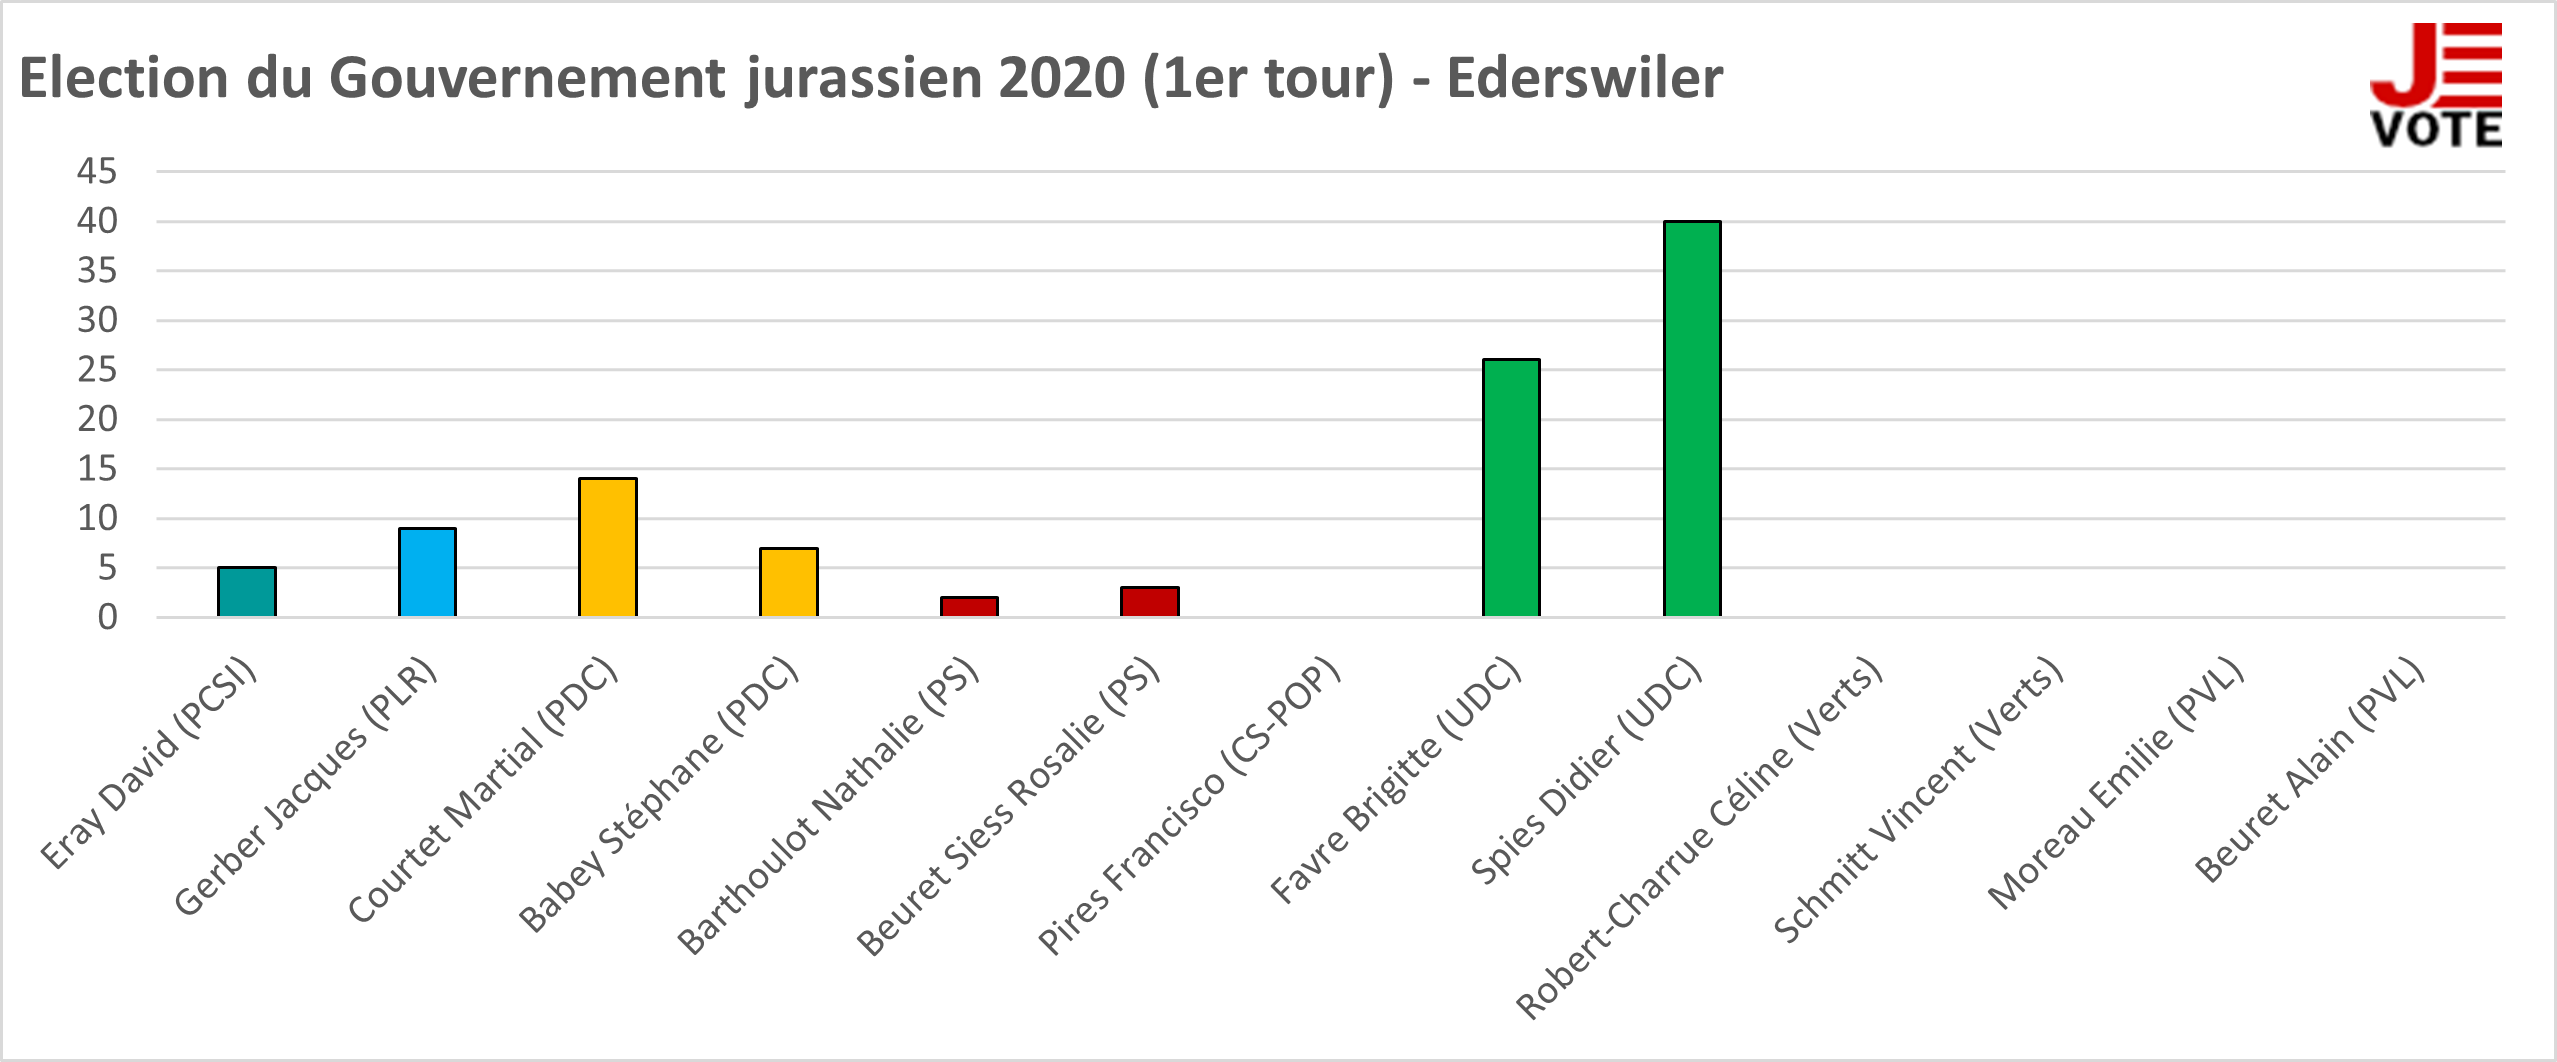 Election du Gouvernement jurassien 2020 (1er tour) - Ederswiler
JE
VOTE
45
40
35
30
25
20
15
10
5
0
Eray David (PCSI)
Gerber Jacques (PLR)
Courtet Martial (PDC)
Babey Stéphane (PDC)
Barthoulot Nathalie (PS)
Beuret Siess Rosalie (PS)
Pires Francisco (CS-POP)
Favre Brigitte (UDC)
Spies Didier (UDC)
Robert-Charrue Céline (Verts)
Schmitt Vincent (Verts)
Moreau Emilie (PVL)
Beuret Alain (PVL)